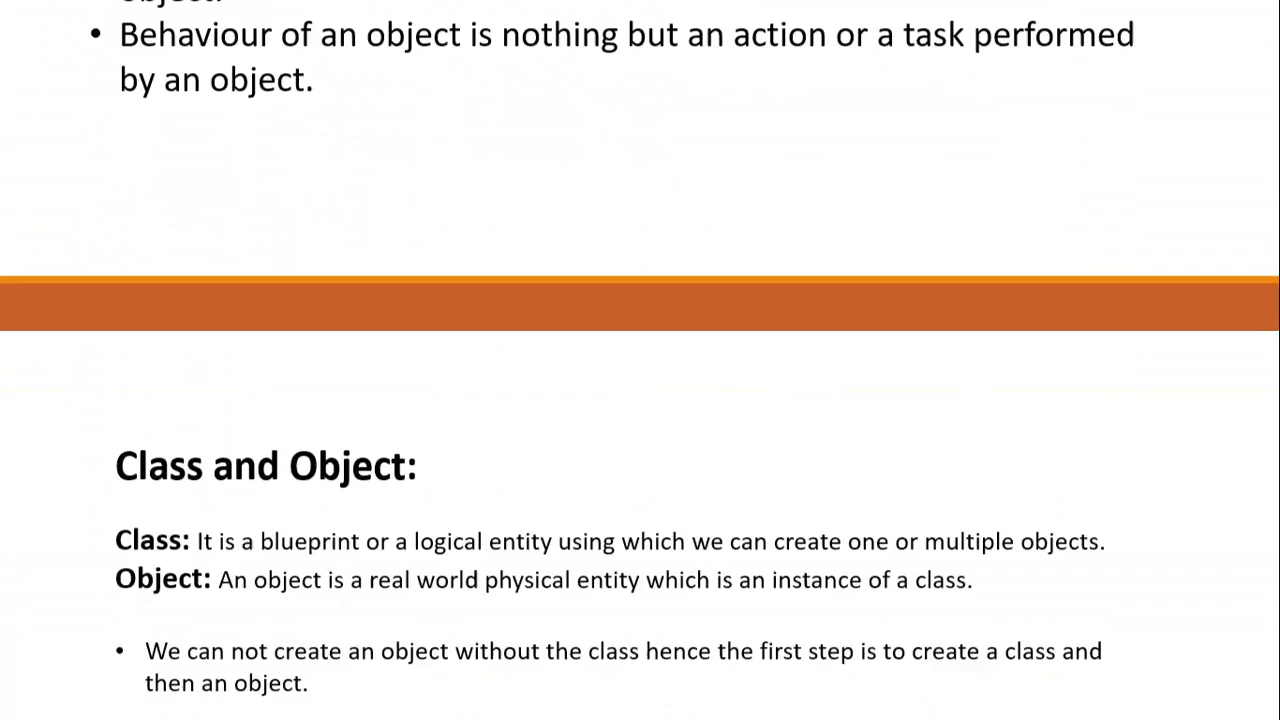 • Behaviour of an object is nothing but an action or a task performed
by an object.
Class and Object:
Class: It is a blueprint or a logical entity using which we can create one or multiple objects.
Object: An object is a real world physical entity which is an instance of a class.
• We can not create an object without the class hence the first step is to create a class and
then an object.